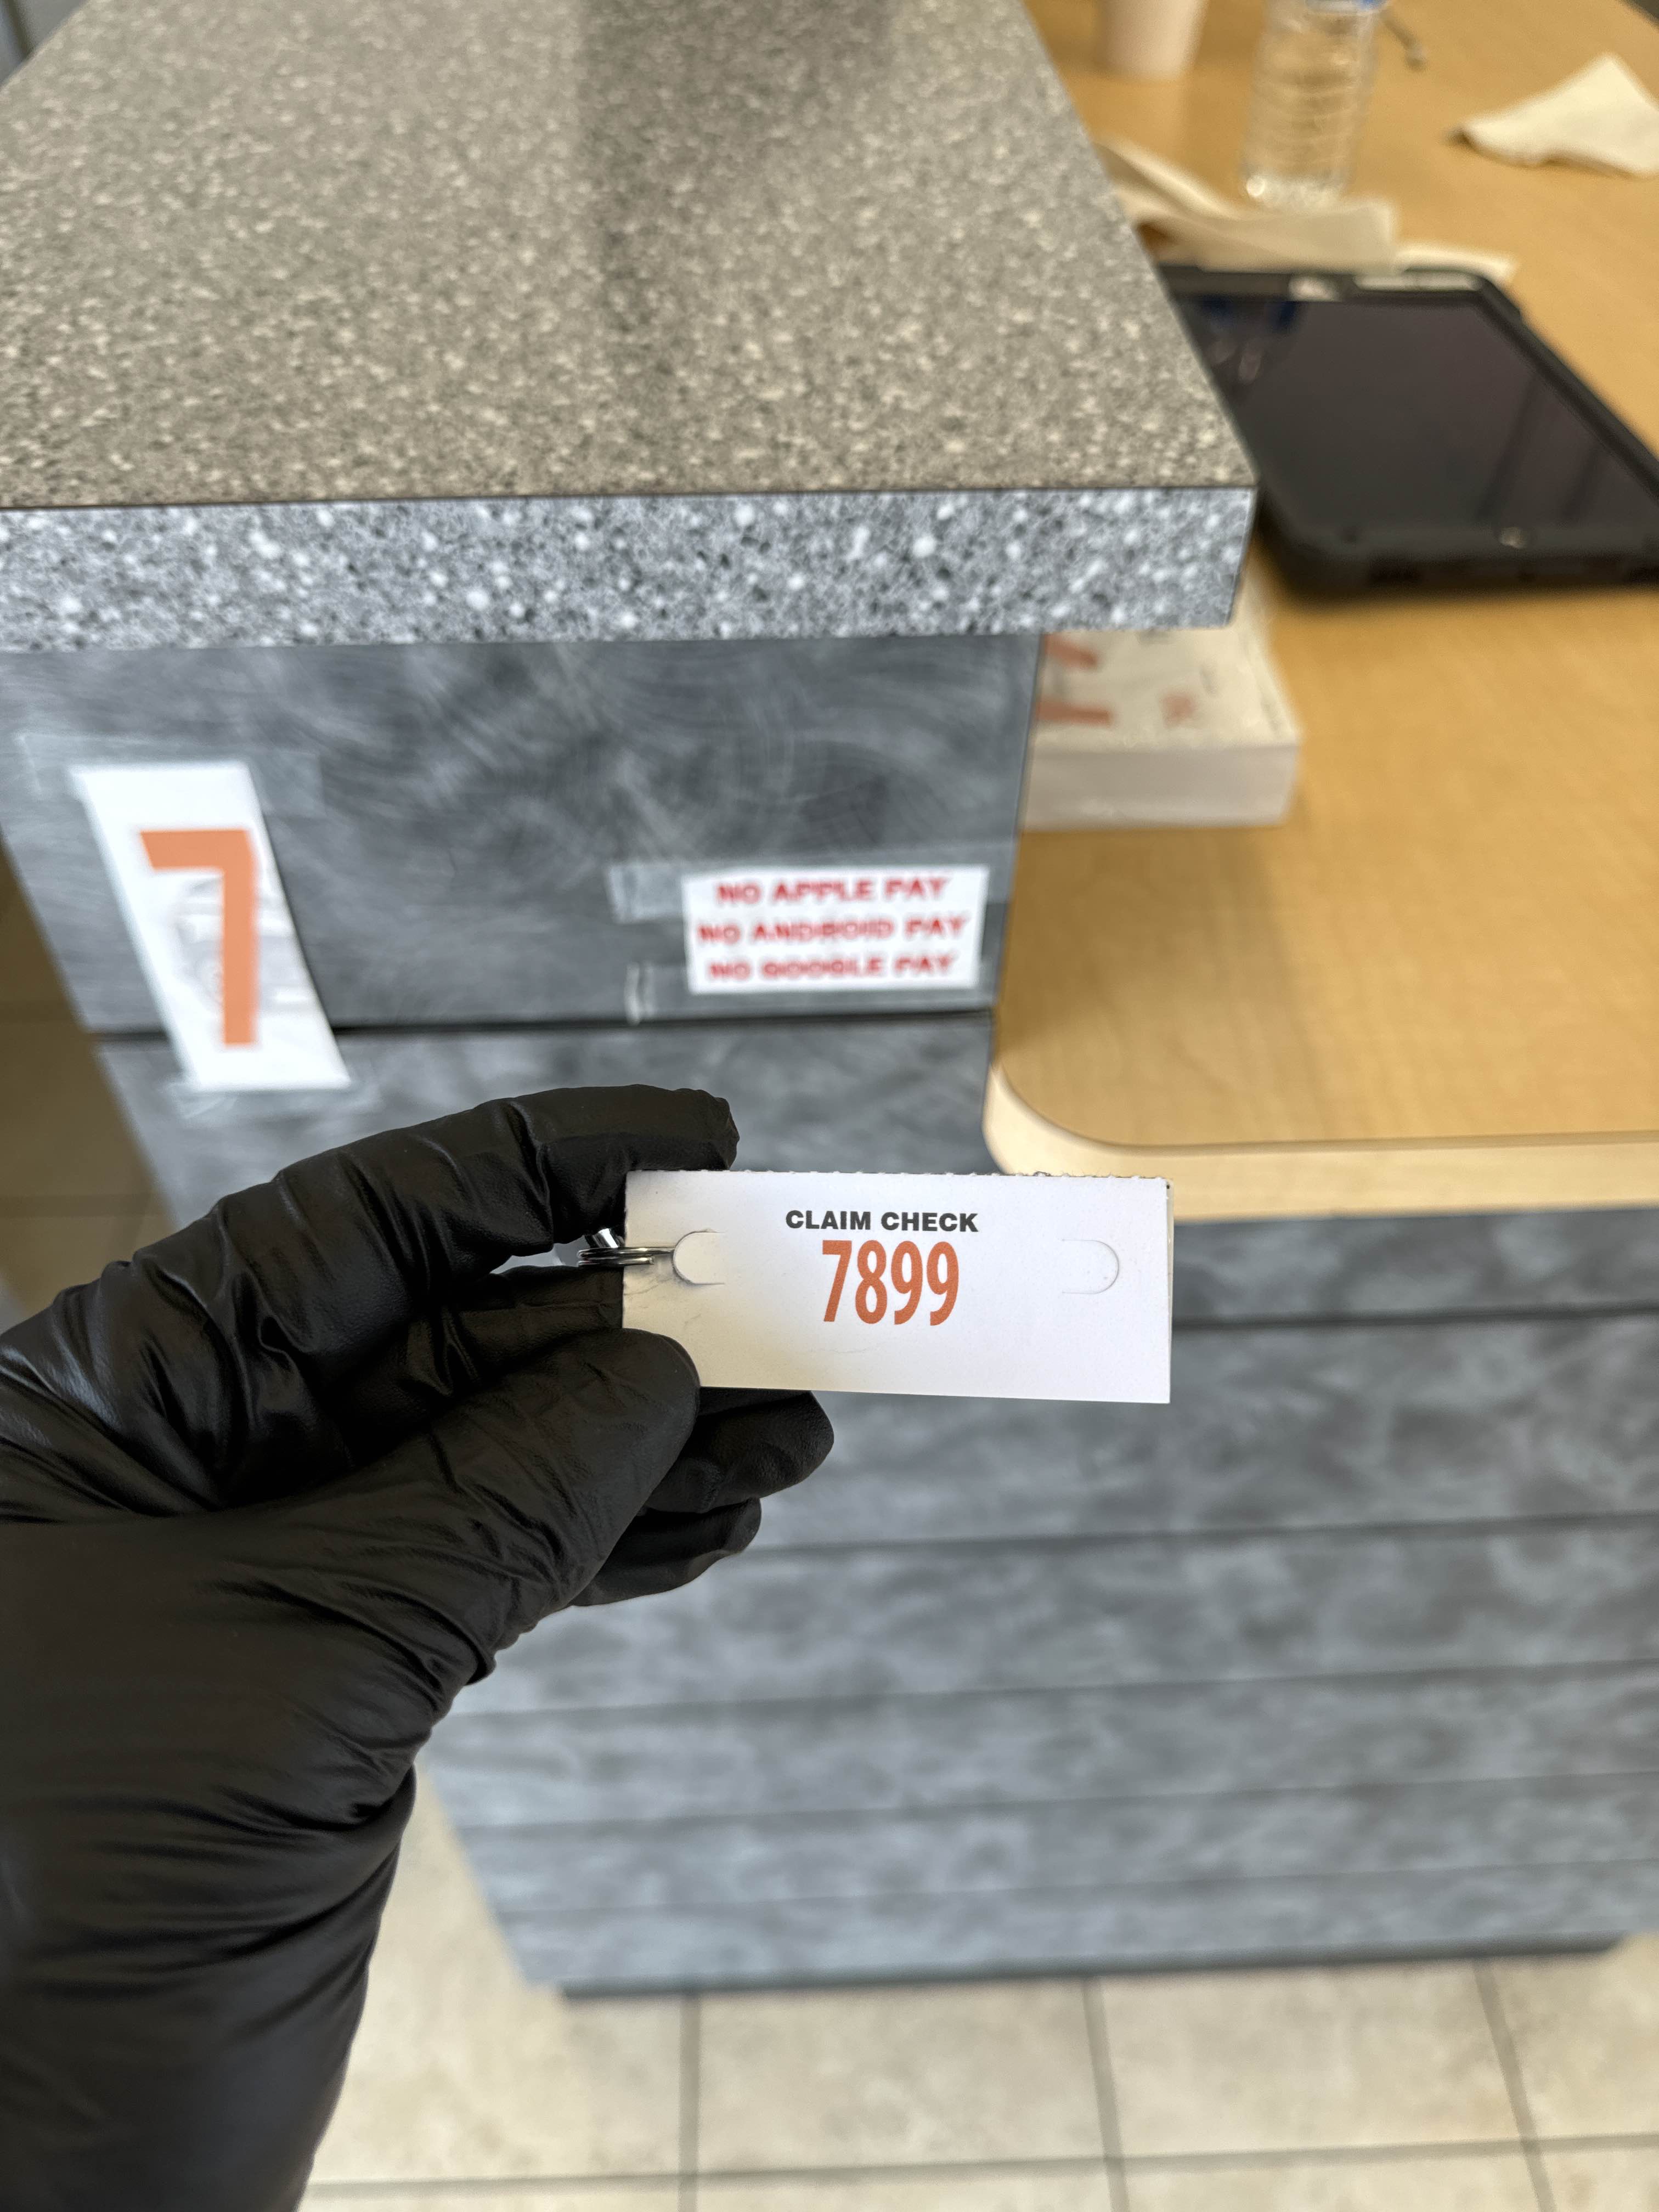 7
NO APPLE PAY
NO ANDROID PAY
NO GOOGLE PAY
CLAIM CHECK
7899